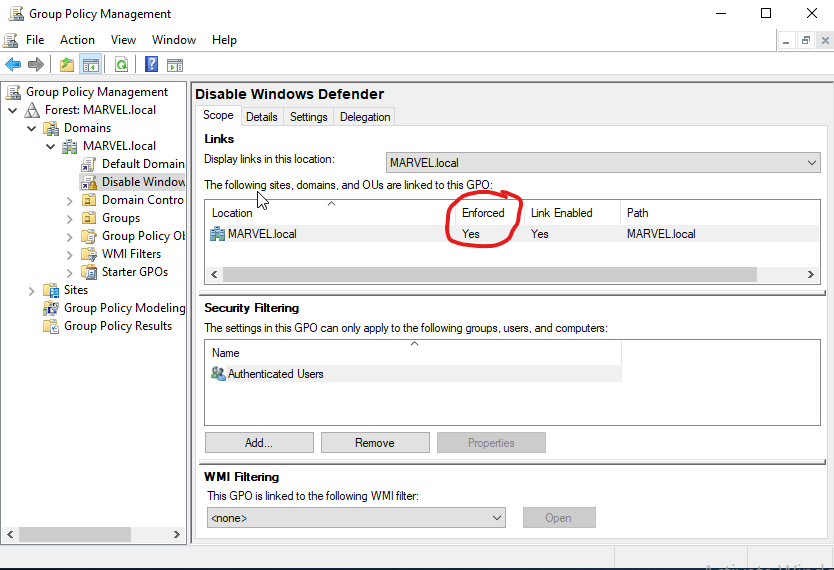 Group Policy Management
File Action View Window Help
Group Policy Management
Forest: MARVEL.local
Domains
MARVEL.local
Default Domain
Disable Window
Domain Contro
Groups
Group Policy Ob
WMI Filters
Starter GPOs
Sites
Group Policy Modeling
Group Policy Results
Disable Windows Defender
Scope Details Settings Delegation
Links
Display links in this location: MARVEL.local
The following sites, domains, and OUs are linked to this GPO:
Location Enforced Link Enabled Path
MARVEL.local Yes Yes MARVEL.local
Security Filtering
The settings in this GPO can only apply to the following groups, users, and computers:
Name
Authenticated Users
Add... Remove Properties
WMI Filtering
This GPO is linked to the following WMI filter:
<none> Open